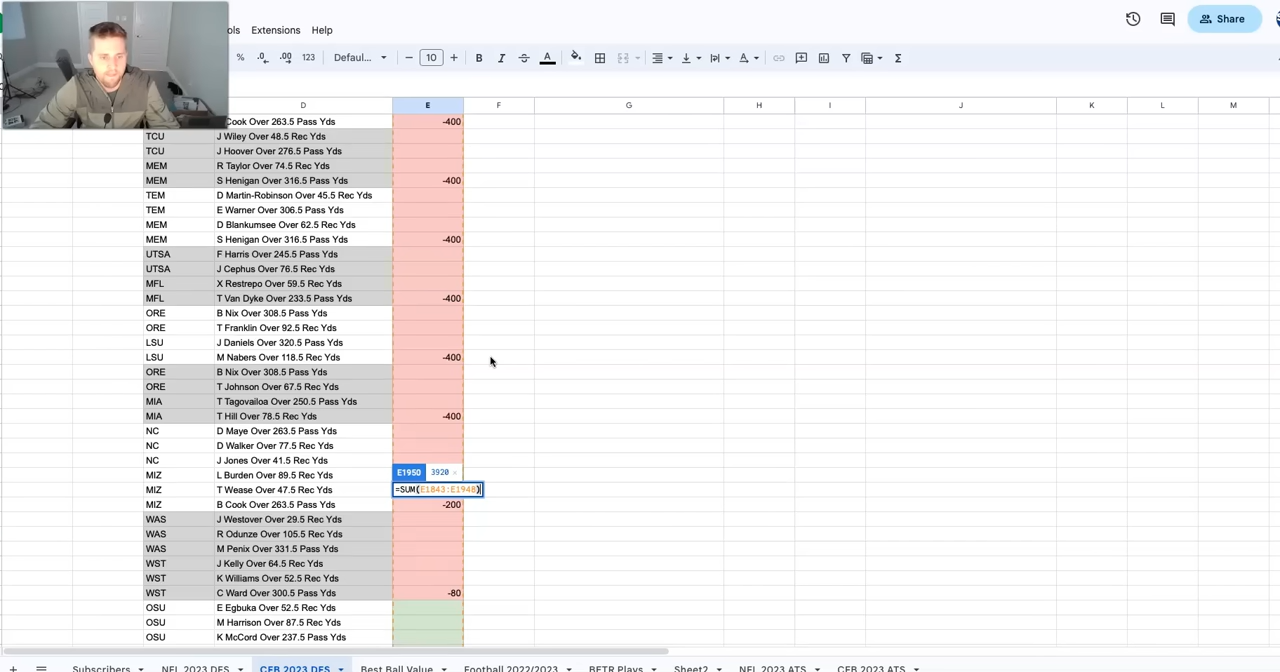 ols Extensions Help Share
% .0 .00 123 Defaul... 10 B I A Σ
D E F G H I J K L M
Cook Over 263.5 Pass Yds -400
TCU J Wiley Over 48.5 Rec Yds
TCU J Hoover Over 276.5 Pass Yds
MEM R Taylor Over 74.5 Rec Yds
MEM S Henigan Over 316.5 Pass Yds -400
TEM D Martin-Robinson Over 45.5 Rec Yds
TEM E Warner Over 306.5 Pass Yds
MEM D Blankumsee Over 62.5 Rec Yds
MEM S Henigan Over 316.5 Pass Yds -400
UTSA F Harris Over 245.5 Pass Yds
UTSA J Cephus Over 76.5 Rec Yds
MFL X Restrepo Over 59.5 Rec Yds
MFL T Van Dyke Over 233.5 Pass Yds -400
ORE B Nix Over 308.5 Pass Yds
ORE T Franklin Over 92.5 Rec Yds
LSU J Daniels Over 320.5 Pass Yds
LSU M Nabers Over 118.5 Rec Yds -400
ORE B Nix Over 308.5 Pass Yds
ORE T Johnson Over 67.5 Rec Yds
MIA T Tagovailoa Over 250.5 Pass Yds
MIA T Hill Over 78.5 Rec Yds -400
NC D Maye Over 263.5 Pass Yds
NC D Walker Over 77.5 Rec Yds
NC J Jones Over 41.5 Rec Yds
MIZ L Burden Over 89.5 Rec Yds E1950 3920 ×
MIZ T Wease Over 47.5 Rec Yds =SUM(E1843:E1948)
MIZ B Cook Over 263.5 Pass Yds -200
WAS J Westover Over 29.5 Rec Yds
WAS R Odunze Over 105.5 Rec Yds
WAS M Penix Over 331.5 Pass Yds
WST J Kelly Over 64.5 Rec Yds
WST K Williams Over 52.5 Rec Yds
WST C Ward Over 300.5 Pass Yds -80
OSU E Egbuka Over 52.5 Rec Yds
OSU M Harrison Over 87.5 Rec Yds
OSU K McCord Over 237.5 Pass Yds
Subscribers NFL 2023 DFS CFB 2023 DFS Best Ball Value Football 2022/2023 BETR Plays Sheet2 NFL 2023 ATS CFB 2023 ATS